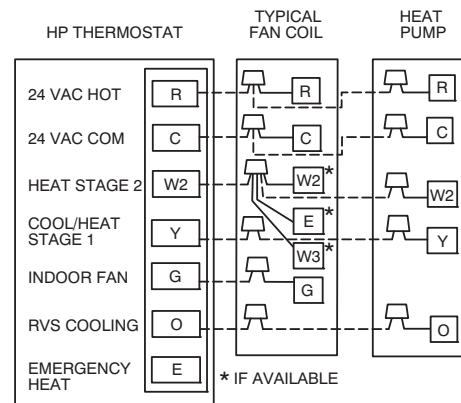 HP THERMOSTAT
TYPICAL
FAN COIL
HEAT
PUMP
24 VAC HOT R R R
24 VAC COM C C C
HEAT STAGE 2 W2 W2* W2
E*
COOL/HEAT
STAGE 1 Y Y
W3*
INDOOR FAN G G
RVS COOLING O O
EMERGENCY
HEAT E
* IF AVAILABLE